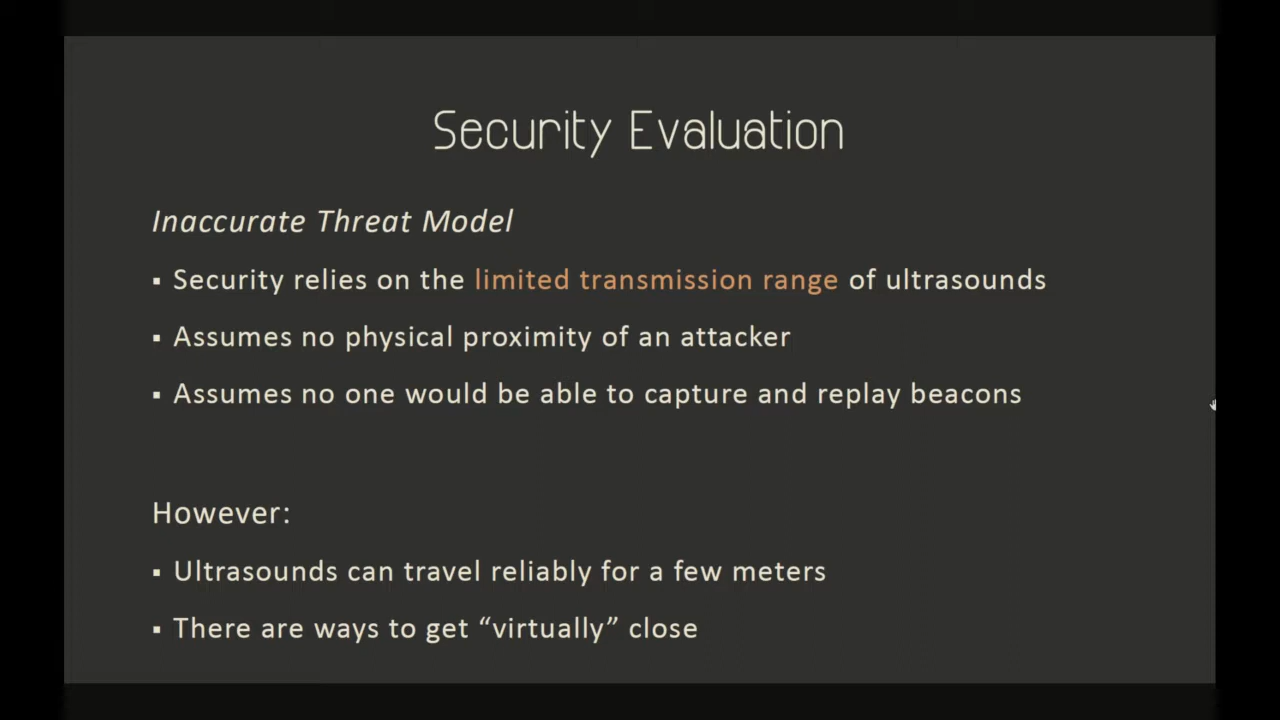 Security Evaluation
Inaccurate Threat Model
▪ Security relies on the limited transmission range of ultrasounds
▪ Assumes no physical proximity of an attacker
▪ Assumes no one would be able to capture and replay beacons
However:
▪ Ultrasounds can travel reliably for a few meters
▪ There are ways to get “virtually” close